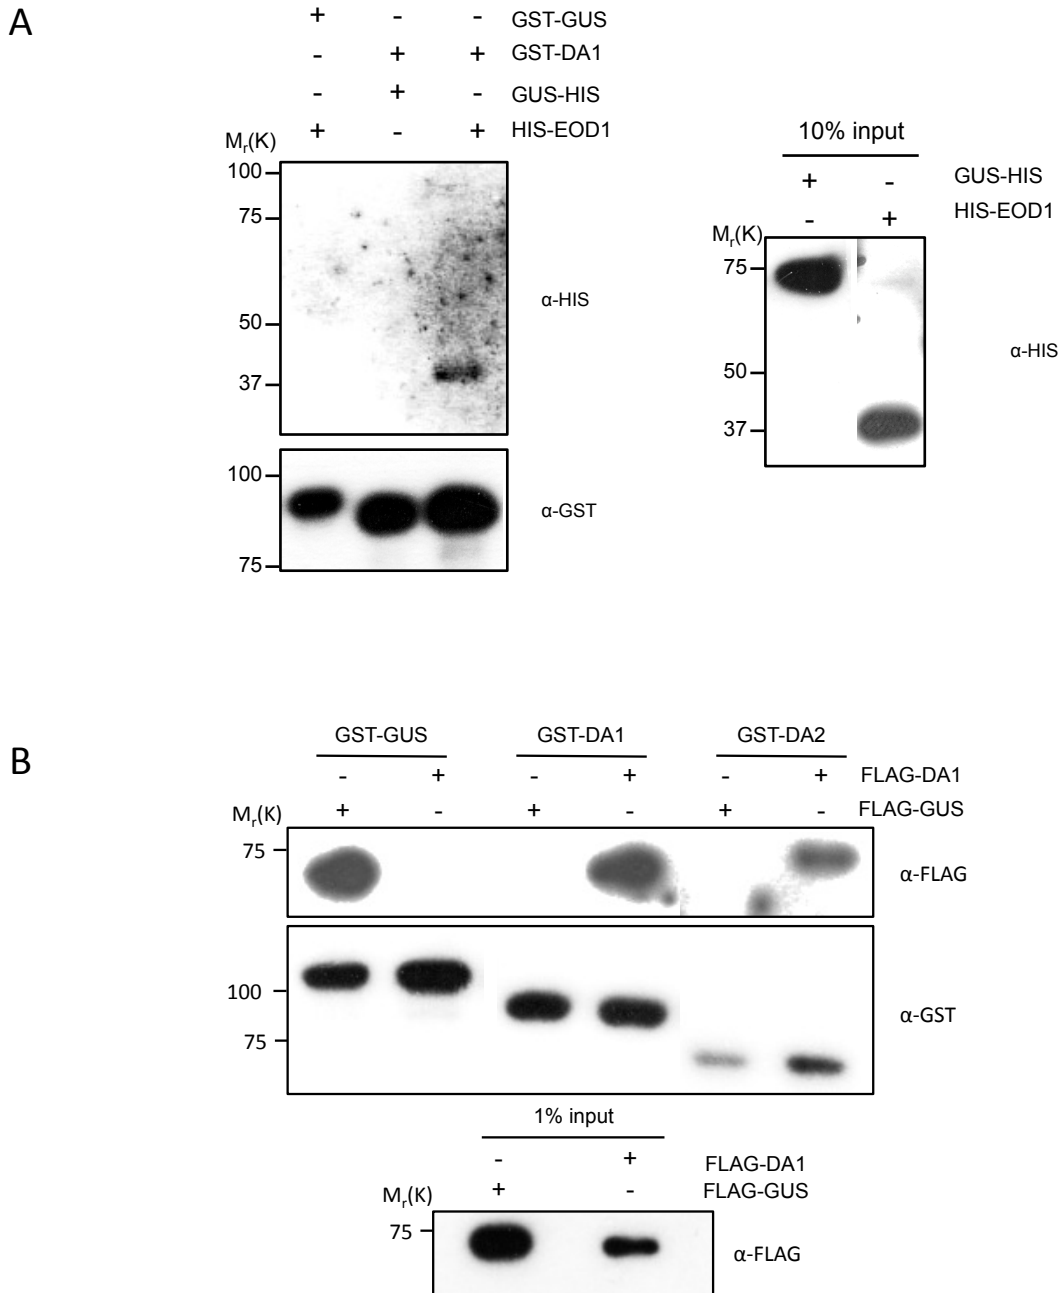 A
+ - - GST-GUS
- + + GST-DA1
- + - GUS-HIS
+ - + HIS-EOD1
Mr(K)
100
75
50
37
α-HIS
100
75
α-GST
10% input
+ - GUS-HIS
- + HIS-EOD1
Mr(K)
75
50
37
α-HIS
B
GST-GUS GST-DA1 GST-DA2
- + - + - + FLAG-DA1
+ - + - + - FLAG-GUS
Mr(K)
75
α-FLAG
100
75
α-GST
1% input
- + FLAG-DA1
+ - FLAG-GUS
Mr(K)
75
α-FLAG